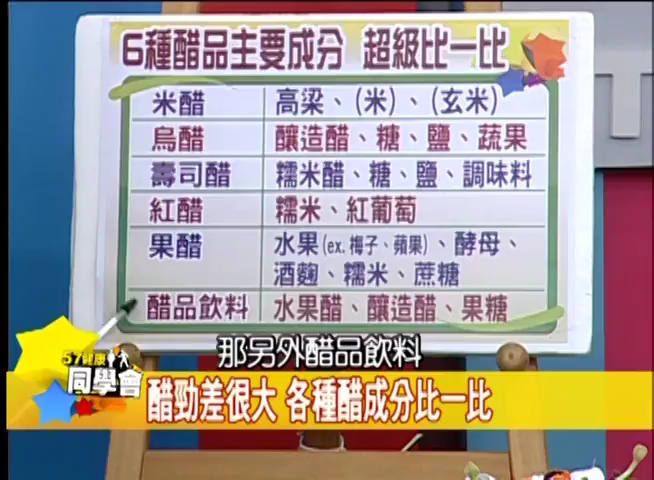 6種醋品主要成分 超級比一比
米醋 高梁、(米)、(玄米)
烏醋 釀造醋、糖、鹽、蔬果
壽司醋 糯米醋、糖、鹽、調味料
紅醋 糯米、紅葡萄
果醋 水果(ex. 梅子、蘋果)、酵母、
酒麴、糯米、蔗糖
醋品飲料 水果醋、釀造醋、果糖
那另外醋品飲料
57健康
同學會
醋勁差很大 各種醋成分比一比